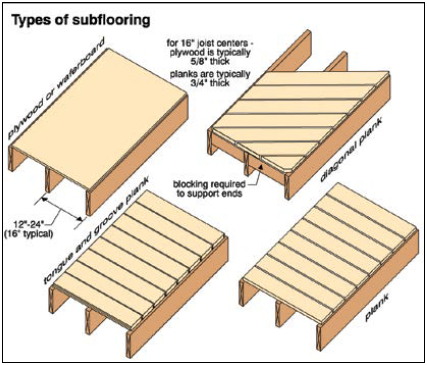 Types of subflooring
for 16" joist centers -
plywood is typically
5/8" thick
planks are typically
3/4" thick
plywood or waferboard
diagonal plank
blocking required
to support ends
12"-24"
(16" typical)
tongue and groove plank
plank